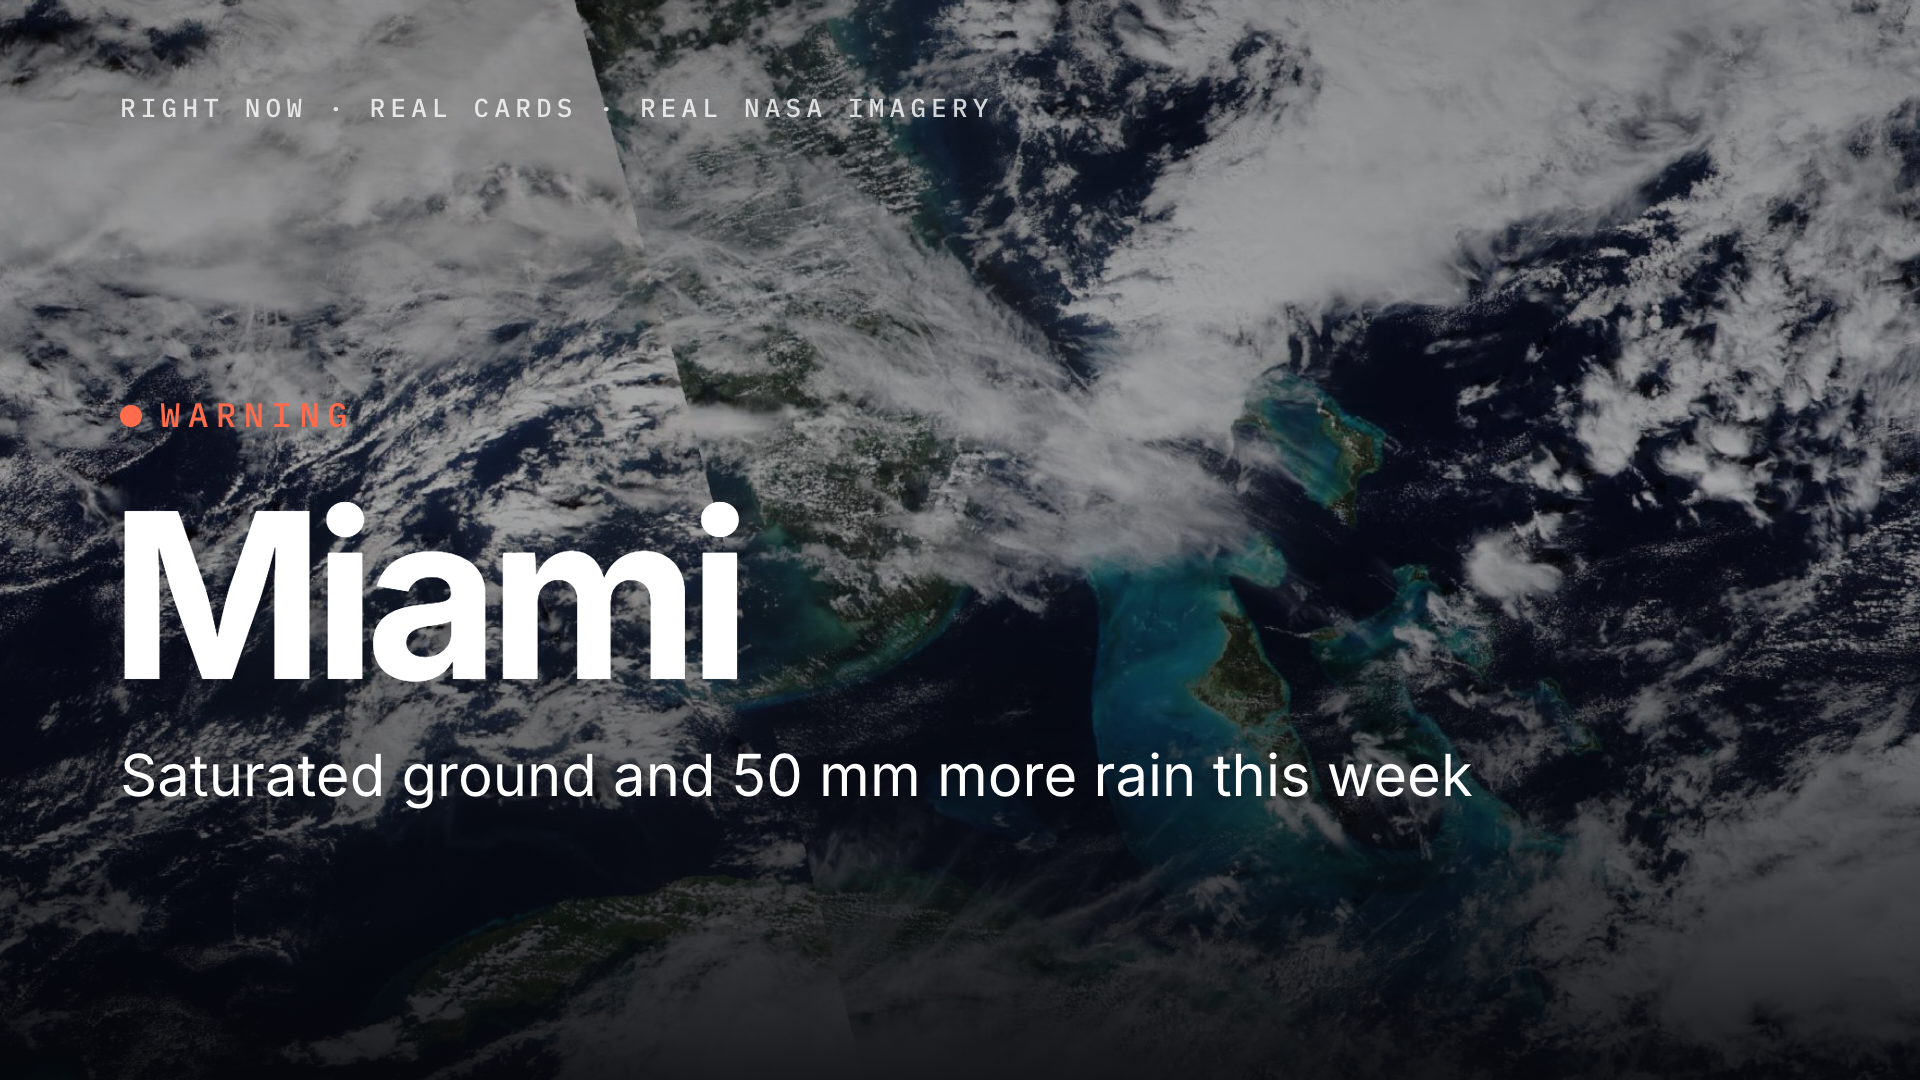 RIGHT NOW · REAL CARDS · REAL NASA IMAGERY
WARNING
Miami
Saturated ground and 50 mm more rain this week